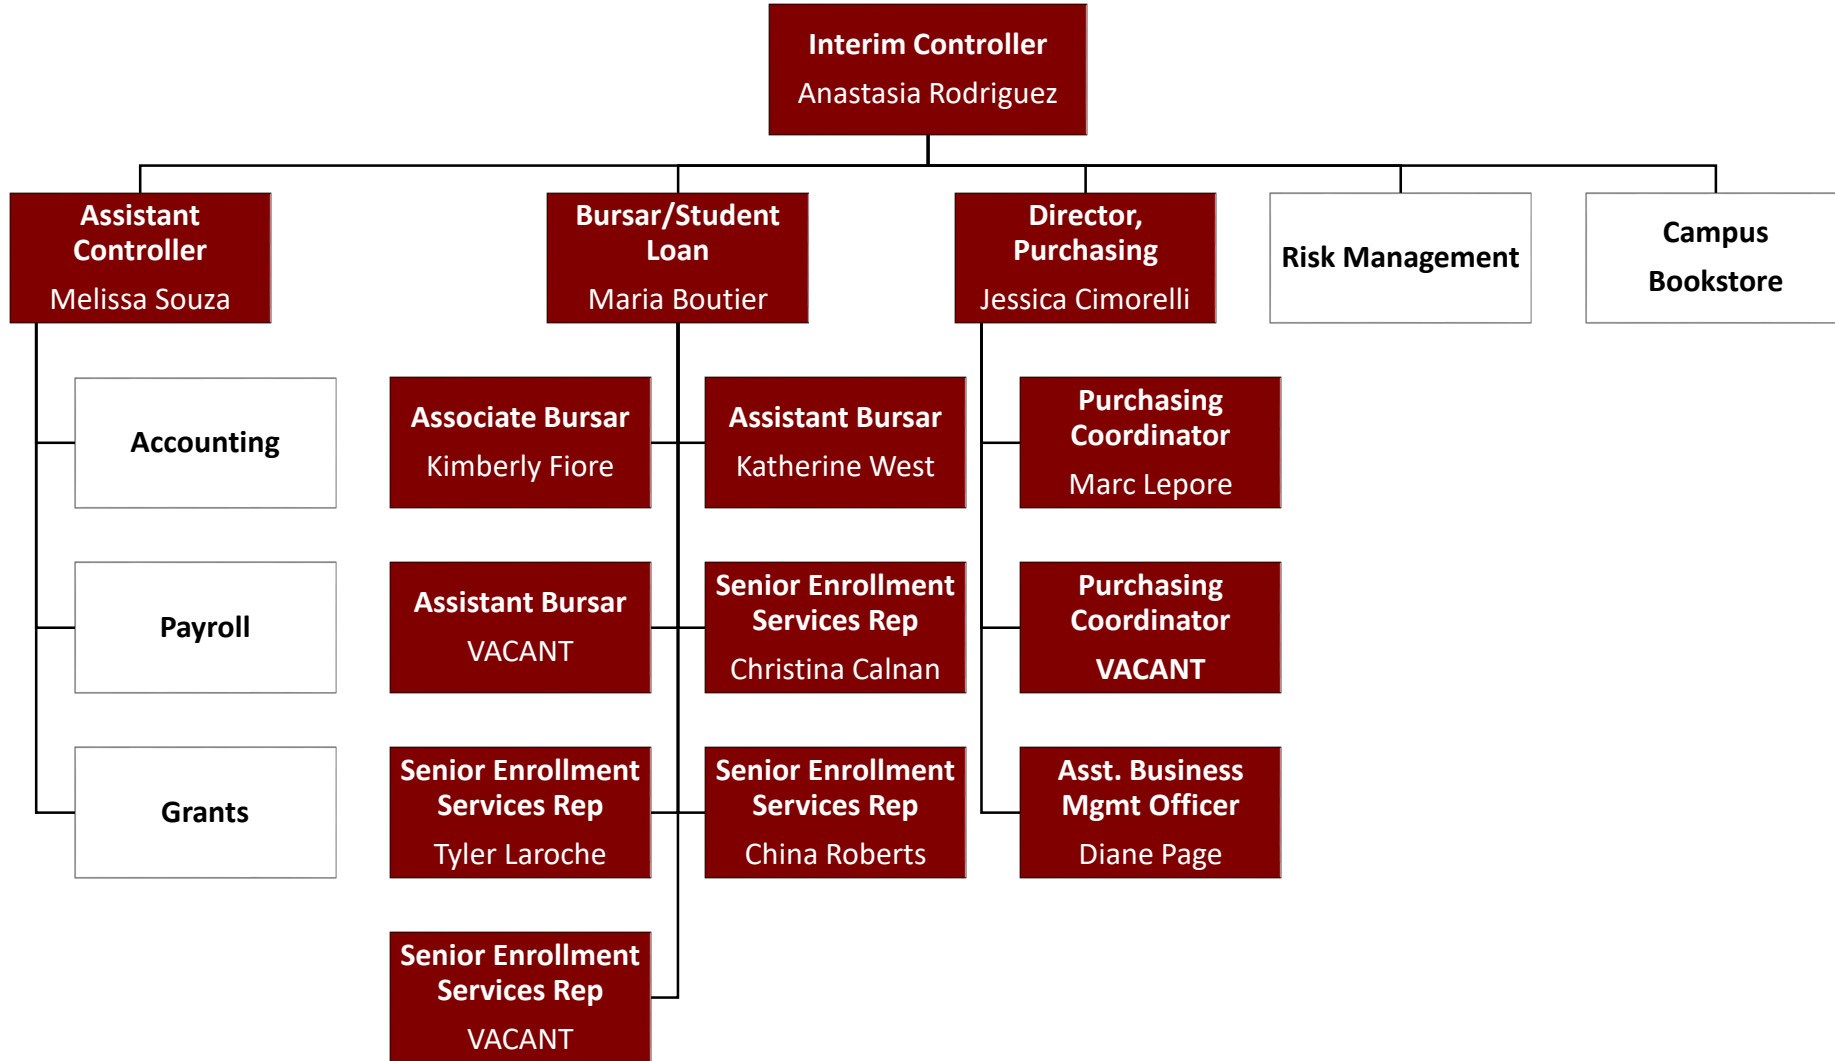 Interim Controller
Anastasia Rodriguez
Assistant
Controller
Melissa Souza
Bursar/Student
Loan
Maria Boutier
Director,
Purchasing
Jessica Cimorelli
Risk Management
Campus
Bookstore
Accounting
Associate Bursar
Kimberly Fiore
Assistant Bursar
Katherine West
Purchasing
Coordinator
Marc Lepore
Payroll
Assistant Bursar
VACANT
Senior Enrollment
Services Rep
Christina Calnan
Purchasing
Coordinator
VACANT
Grants
Senior Enrollment
Services Rep
Tyler Laroche
Senior Enrollment
Services Rep
China Roberts
Asst. Business
Mgmt Officer
Diane Page
Senior Enrollment
Services Rep
VACANT